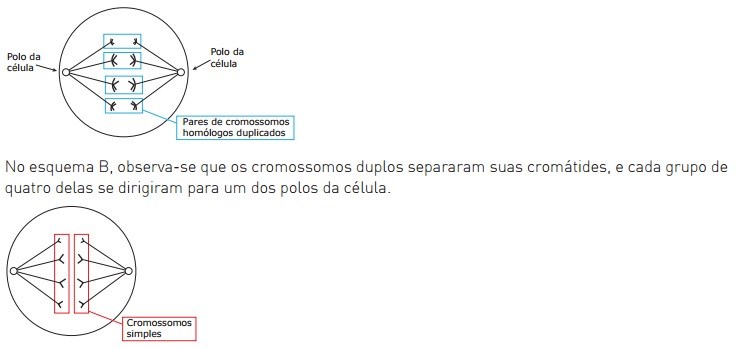 Polo da
célula
Polo da
célula
Pares de cromossomos
homólogos duplicados
No esquema B, observa-se que os cromossomos duplos separaram suas cromátides, e cada grupo de
quatro delas se dirigiram para um dos polos da célula.
Cromossomos
simples